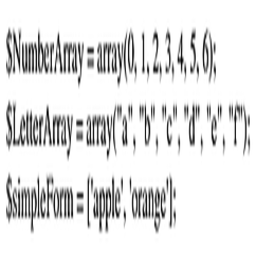 $NumberArray = array(0, 1, 2, 3, 4, 5, 6);
$LetterArray = array("a", "b", "c", "d", "e", "f");
$simpleForm = ['apple', 'orange'];